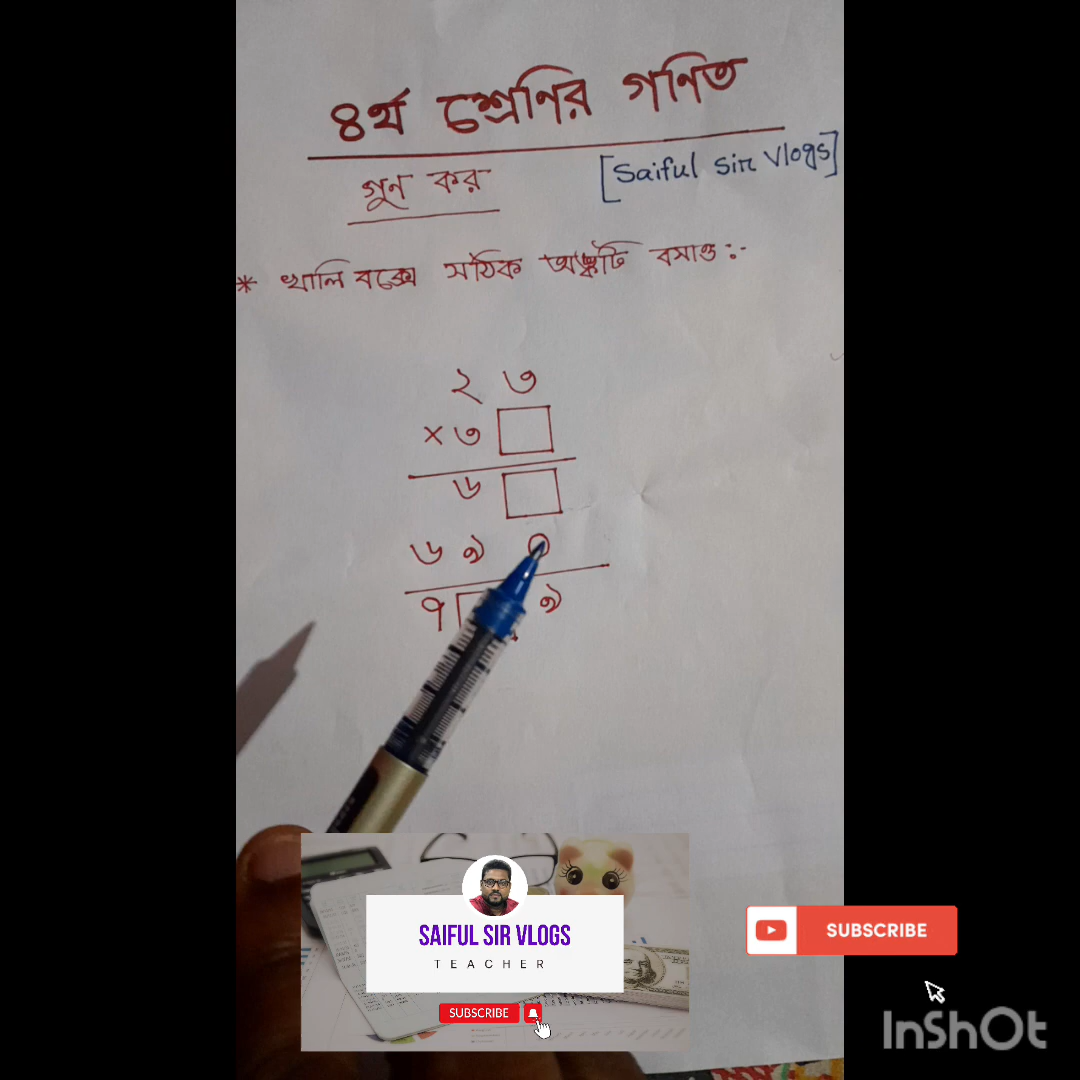 ৪র্থ শ্রেনির গনিত
গুন কর
[Saiful Sir Vlogs]
* খালি বক্সে সঠিক অঙ্কটি বসাও :-
২ ৩
× ৩
৬
৬ ৯ ০
৭ ৯
SAIFUL SIR VLOGS
TEACHER
SUBSCRIBE
SUBSCRIBE
InShOt